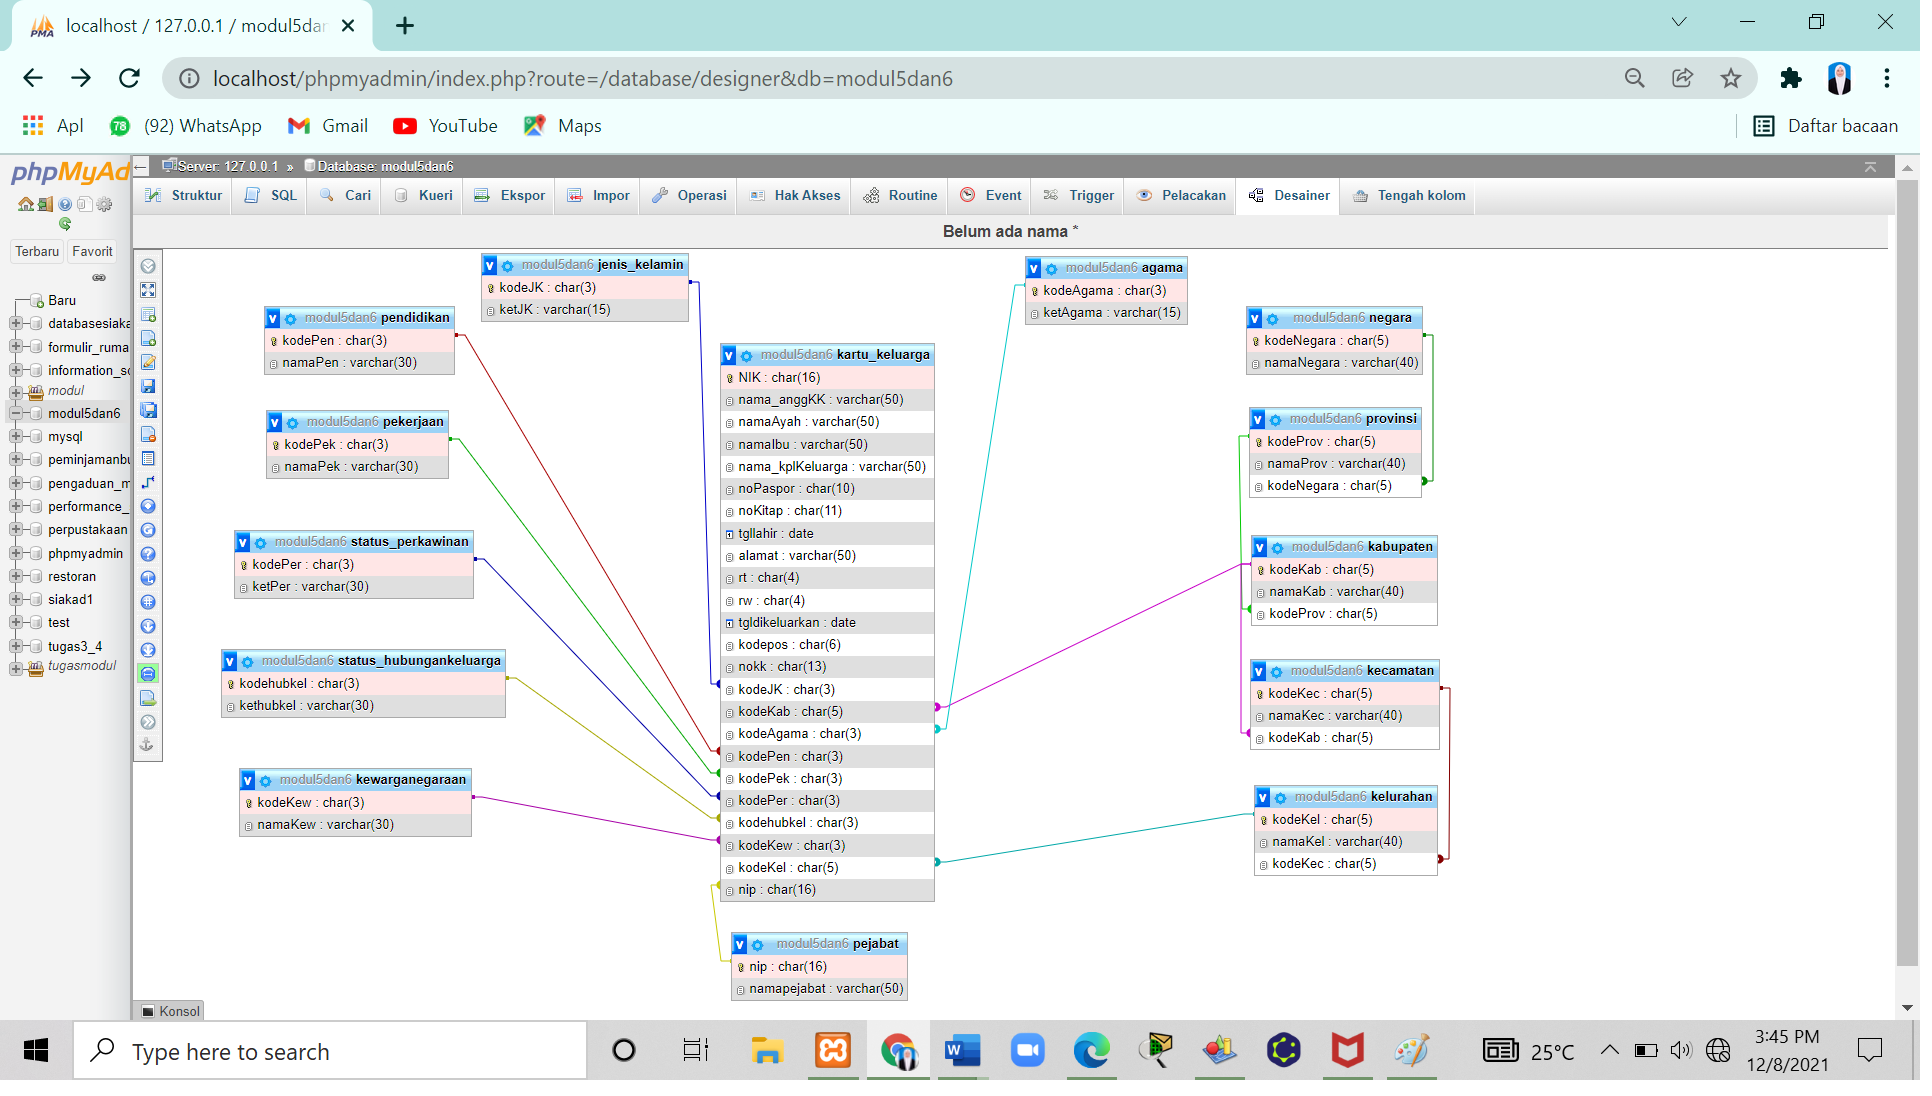 localhost / 127.0.0.1 / modul5dan
localhost/phpmyadmin/index.php?route=/database/designer&db=modul5dan6
Apl
78
(92) WhatsApp
Gmail
YouTube
Maps
Daftar bacaan
phpMyAd
Server: 127.0.0.1 » Database: modul5dan6
Struktur
SQL
Cari
Kueri
Ekspor
Impor
Operasi
Hak Akses
Routine
Event
Trigger
Pelacakan
Desainer
Tengah kolom
Belum ada nama *
Terbaru
Favorit
Baru
databasesiaka
formulir_ruma
information_sc
modul
modul5dan6
mysql
peminjamanbu
pengaduan_m
performance_
perpustakaan
phpmyadmin
restoran
siakad1
test
tugas3_4
tugasmodul
modul5dan6 jenis_kelamin
kodeJK : char(3)
ketJK : varchar(15)
modul5dan6 agama
kodeAgama : char(3)
ketAgama : varchar(15)
modul5dan6 pendidikan
kodePen : char(3)
namaPen : varchar(30)
modul5dan6 negara
kodeNegara : char(5)
namaNegara : varchar(40)
modul5dan6 kartu_keluarga
NIK : char(16)
nama_anggKK : varchar(50)
namaAyah : varchar(50)
namaIbu : varchar(50)
nama_kplKeluarga : varchar(50)
noPaspor : char(10)
noKitap : char(11)
tgllahir : date
alamat : varchar(50)
rt : char(4)
rw : char(4)
tgldikeluarkan : date
kodepos : char(6)
nokk : char(13)
kodeJK : char(3)
kodeKab : char(5)
kodeAgama : char(3)
kodePen : char(3)
kodePek : char(3)
kodePer : char(3)
kodehubkel : char(3)
kodeKew : char(3)
kodeKel : char(5)
nip : char(16)
modul5dan6 pekerjaan
kodePek : char(3)
namaPek : varchar(30)
modul5dan6 provinsi
kodeProv : char(5)
namaProv : varchar(40)
kodeNegara : char(5)
modul5dan6 status_perkawinan
kodePer : char(3)
ketPer : varchar(30)
modul5dan6 kabupaten
kodeKab : char(5)
namaKab : varchar(40)
kodeProv : char(5)
modul5dan6 status_hubungankeluarga
kodehubkel : char(3)
kethubkel : varchar(30)
modul5dan6 kecamatan
kodeKec : char(5)
namaKec : varchar(40)
kodeKab : char(5)
modul5dan6 kewarganegaraan
kodeKew : char(3)
namaKew : varchar(30)
modul5dan6 kelurahan
kodeKel : char(5)
namaKel : varchar(40)
kodeKec : char(5)
modul5dan6 pejabat
nip : char(16)
namapejabat : varchar(50)
Konsol
Type here to search
25°C
3:45 PM
12/8/2021